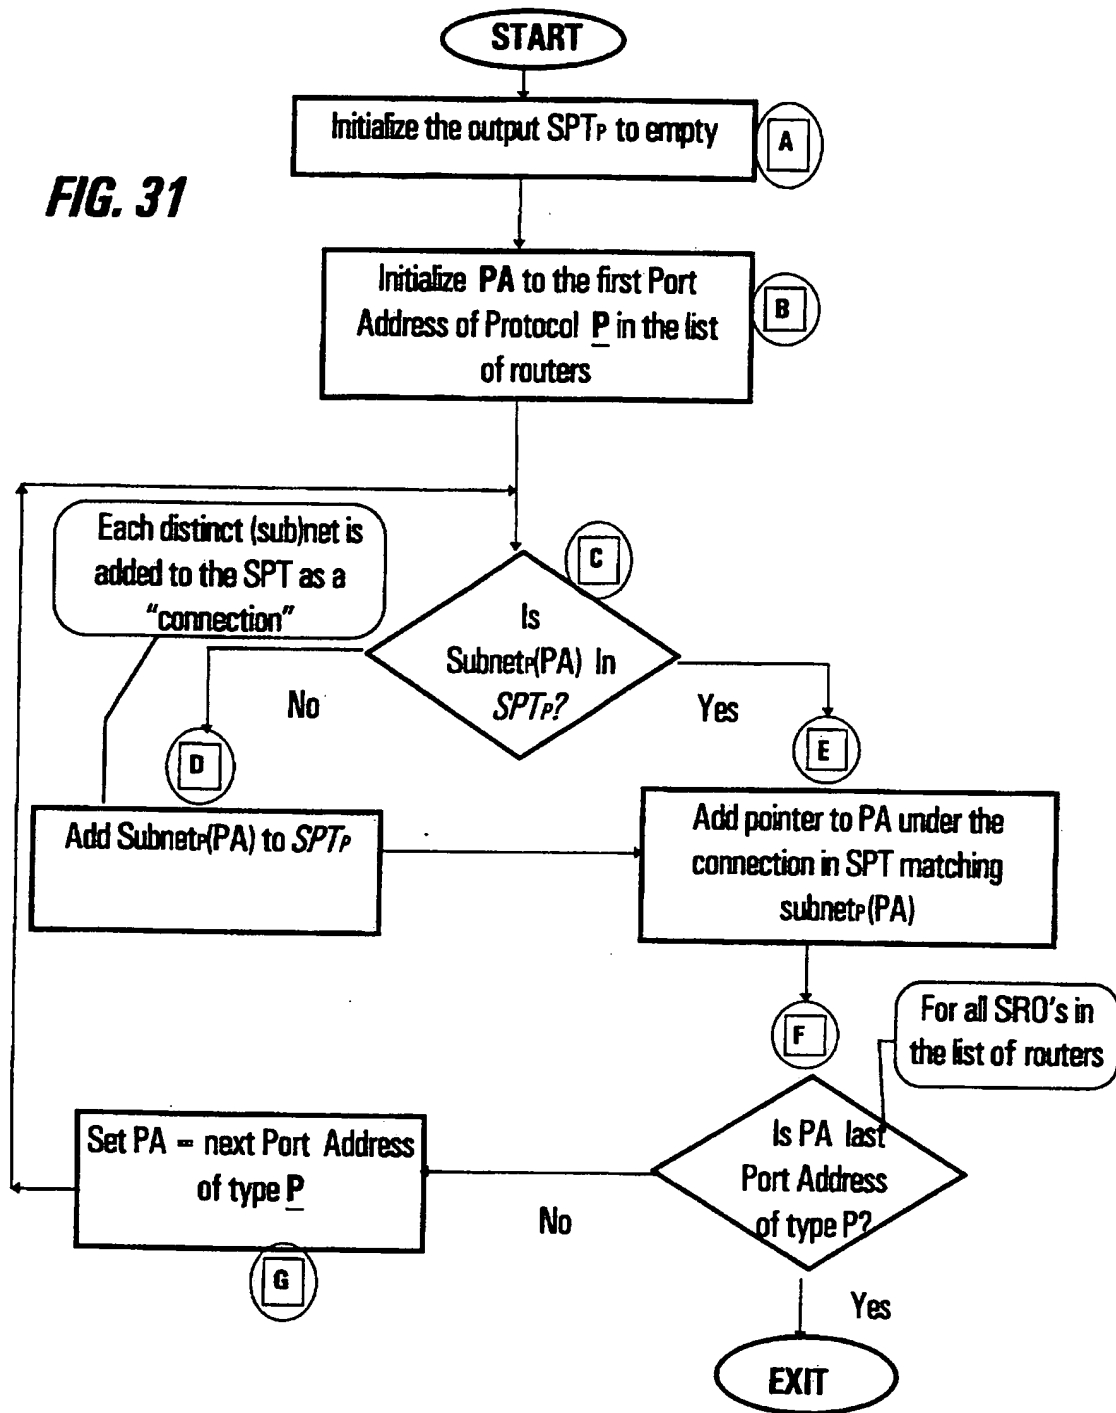 START
Initialize the output SPTP to empty
A
FIG. 31
Initialize PA to the first Port
Address of Protocol P in the list
of routers
B
Each distinct (sub)net is
added to the SPT as a
"connection"
C
Is
SubnetP(PA) In
SPTP?
No
Yes
D
E
Add SubnetP(PA) to SPTP
Add pointer to PA under the
connection in SPT matching
subnetP(PA)
F
For all SRO's in
the list of routers
Set PA = next Port Address
of type P
Is PA last
Port Address
of type P?
No
G
Yes
EXIT